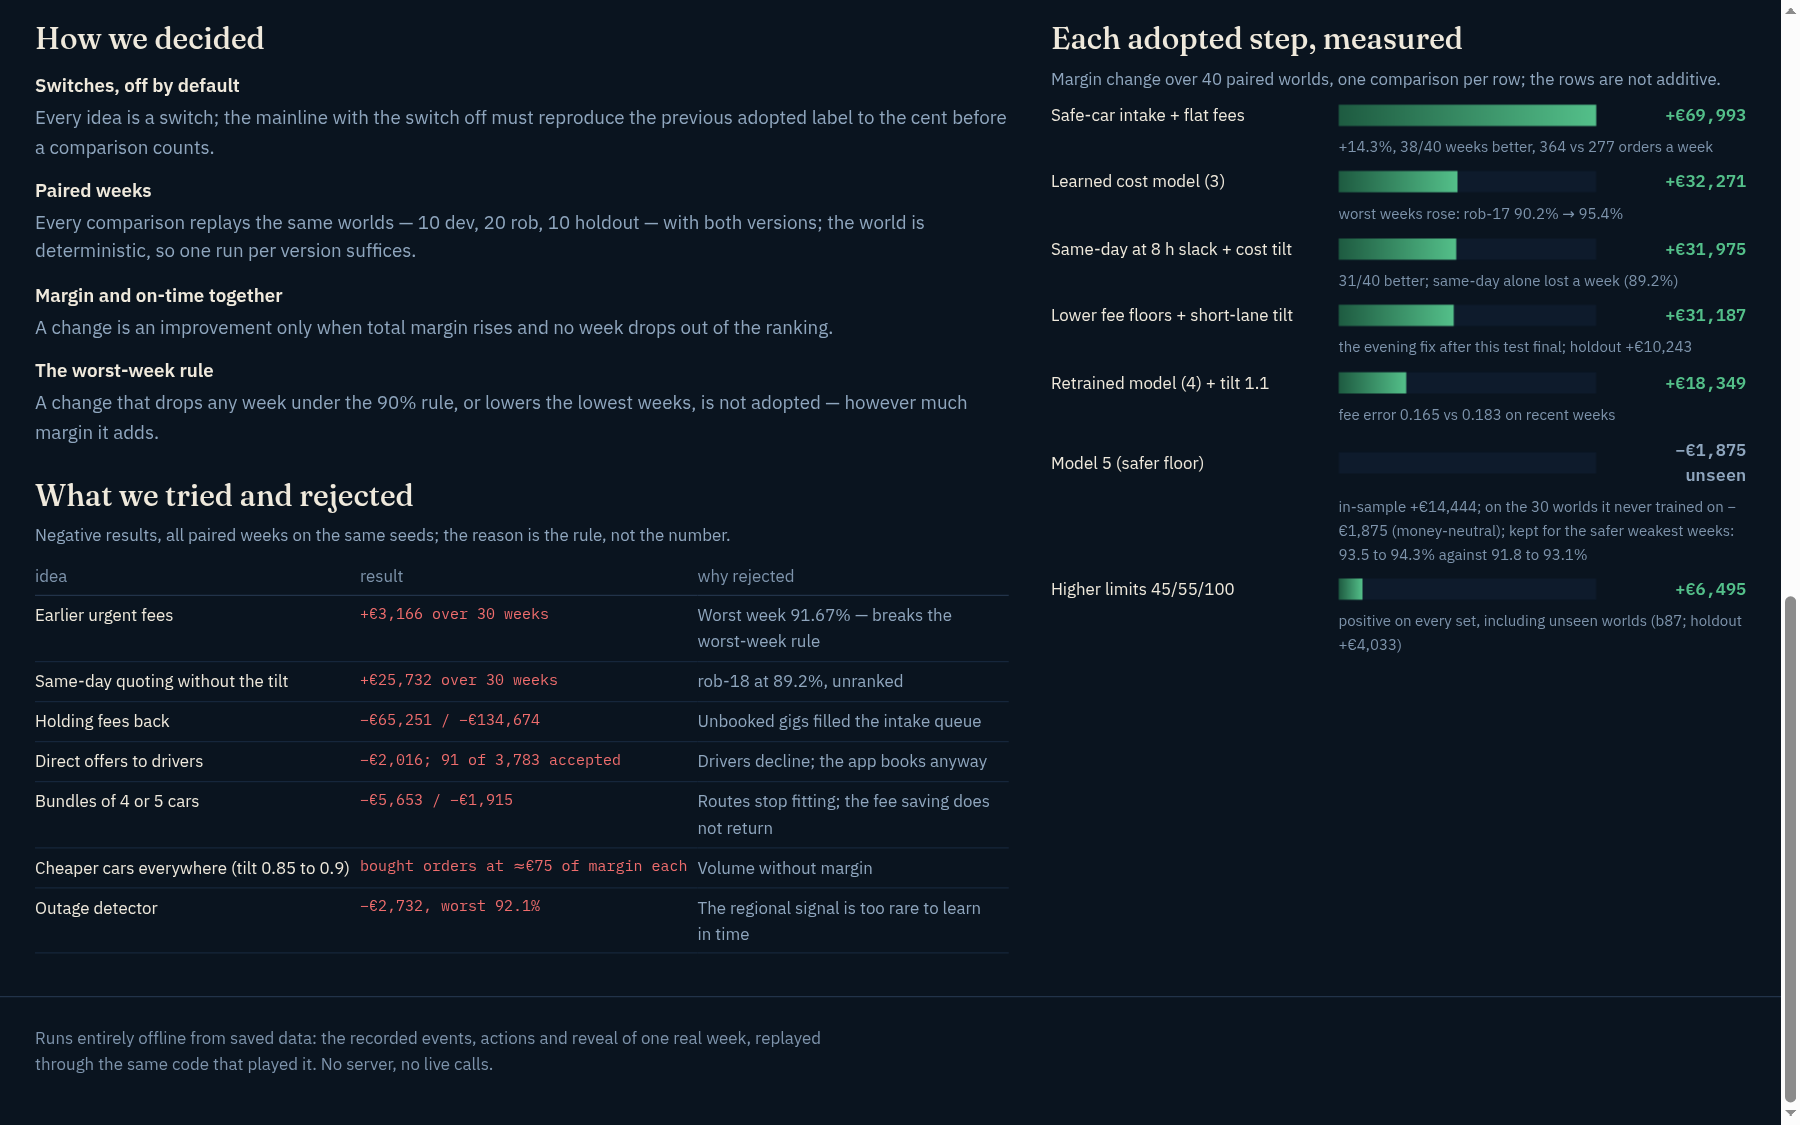 How we decided
Switches, off by default
Every idea is a switch; the mainline with the switch off must reproduce the previous adopted label to the cent before
a comparison counts.
Paired weeks
Every comparison replays the same worlds — 10 dev, 20 rob, 10 holdout — with both versions; the world is
deterministic, so one run per version suffices.
Margin and on-time together
A change is an improvement only when total margin rises and no week drops out of the ranking.
The worst-week rule
A change that drops any week under the 90% rule, or lowers the lowest weeks, is not adopted — however much
margin it adds.
What we tried and rejected
Negative results, all paired weeks on the same seeds; the reason is the rule, not the number.
idea result why rejected
Earlier urgent fees +€3,166 over 30 weeks Worst week 91.67% — breaks the
worst-week rule
Same-day quoting without the tilt +€25,732 over 30 weeks rob-18 at 89.2%, unranked
Holding fees back −€65,251 / −€134,674 Unbooked gigs filled the intake queue
Direct offers to drivers −€2,016; 91 of 3,783 accepted Drivers decline; the app books anyway
Bundles of 4 or 5 cars −€5,653 / −€1,915 Routes stop fitting; the fee saving does
not return
Cheaper cars everywhere (tilt 0.85 to 0.9) bought orders at ≈€75 of margin each Volume without margin
Outage detector −€2,732, worst 92.1% The regional signal is too rare to learn
in time
Each adopted step, measured
Margin change over 40 paired worlds, one comparison per row; the rows are not additive.
Safe-car intake + flat fees +€69,993
+14.3%, 38/40 weeks better, 364 vs 277 orders a week
Learned cost model (3) +€32,271
worst weeks rose: rob-17 90.2% → 95.4%
Same-day at 8 h slack + cost tilt +€31,975
31/40 better; same-day alone lost a week (89.2%)
Lower fee floors + short-lane tilt +€31,187
the evening fix after this test final; holdout +€10,243
Retrained model (4) + tilt 1.1 +€18,349
fee error 0.165 vs 0.183 on recent weeks
Model 5 (safer floor) −€1,875
unseen
in-sample +€14,444; on the 30 worlds it never trained on −
€1,875 (money-neutral); kept for the safer weakest weeks:
93.5 to 94.3% against 91.8 to 93.1%
Higher limits 45/55/100 +€6,495
positive on every set, including unseen worlds (b87; holdout
+€4,033)
Runs entirely offline from saved data: the recorded events, actions and reveal of one real week, replayed
through the same code that played it. No server, no live calls.